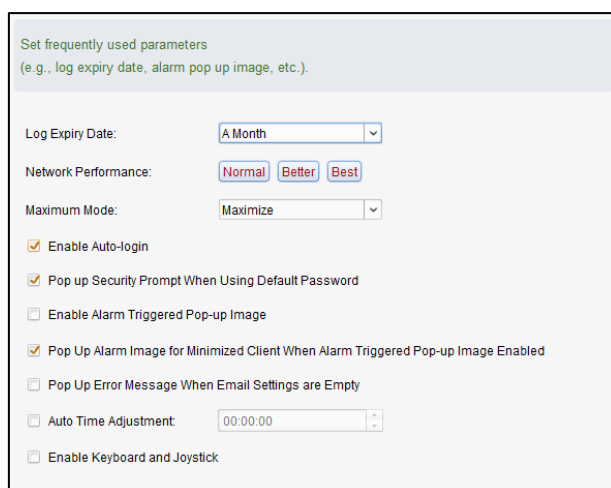 Set frequently used parameters
(e.g., log expiry date, alarm pop up image, etc.).
Log Expiry Date: A Month
Network Performance: Normal Better Best
Maximum Mode: Maximize
Enable Auto-login
Pop up Security Prompt When Using Default Password
Enable Alarm Triggered Pop-up Image
Pop Up Alarm Image for Minimized Client When Alarm Triggered Pop-up Image Enabled
Pop Up Error Message When Email Settings are Empty
Auto Time Adjustment: 00:00:00
Enable Keyboard and Joystick